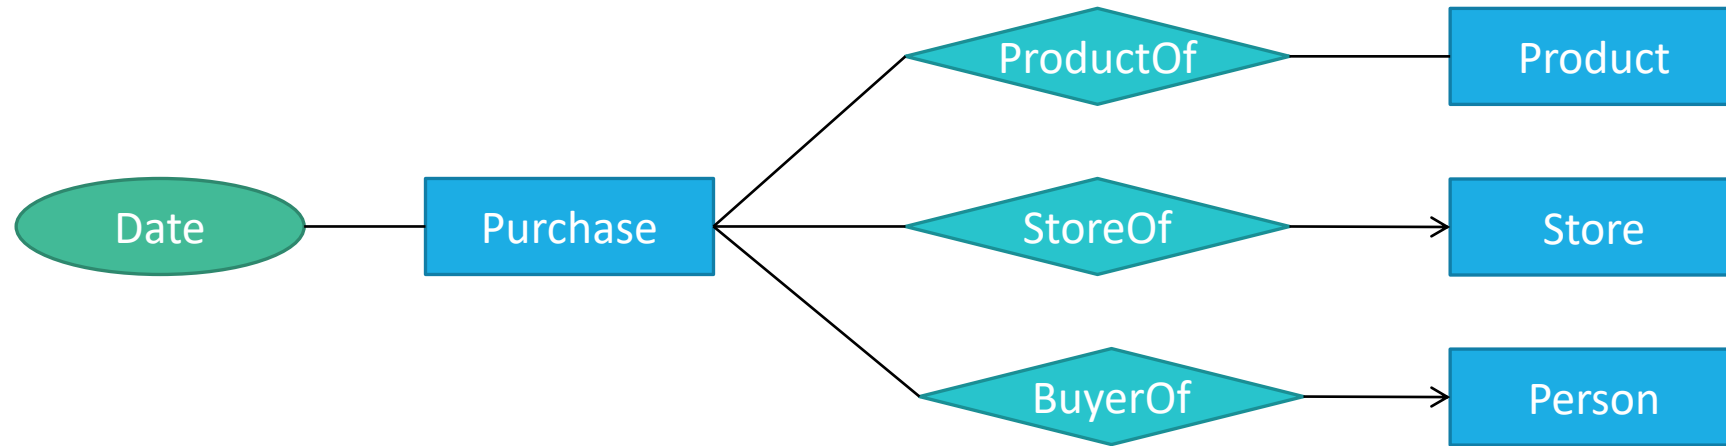 ProductOf
Product
Date
Purchase
StoreOf
Store
BuyerOf
Person